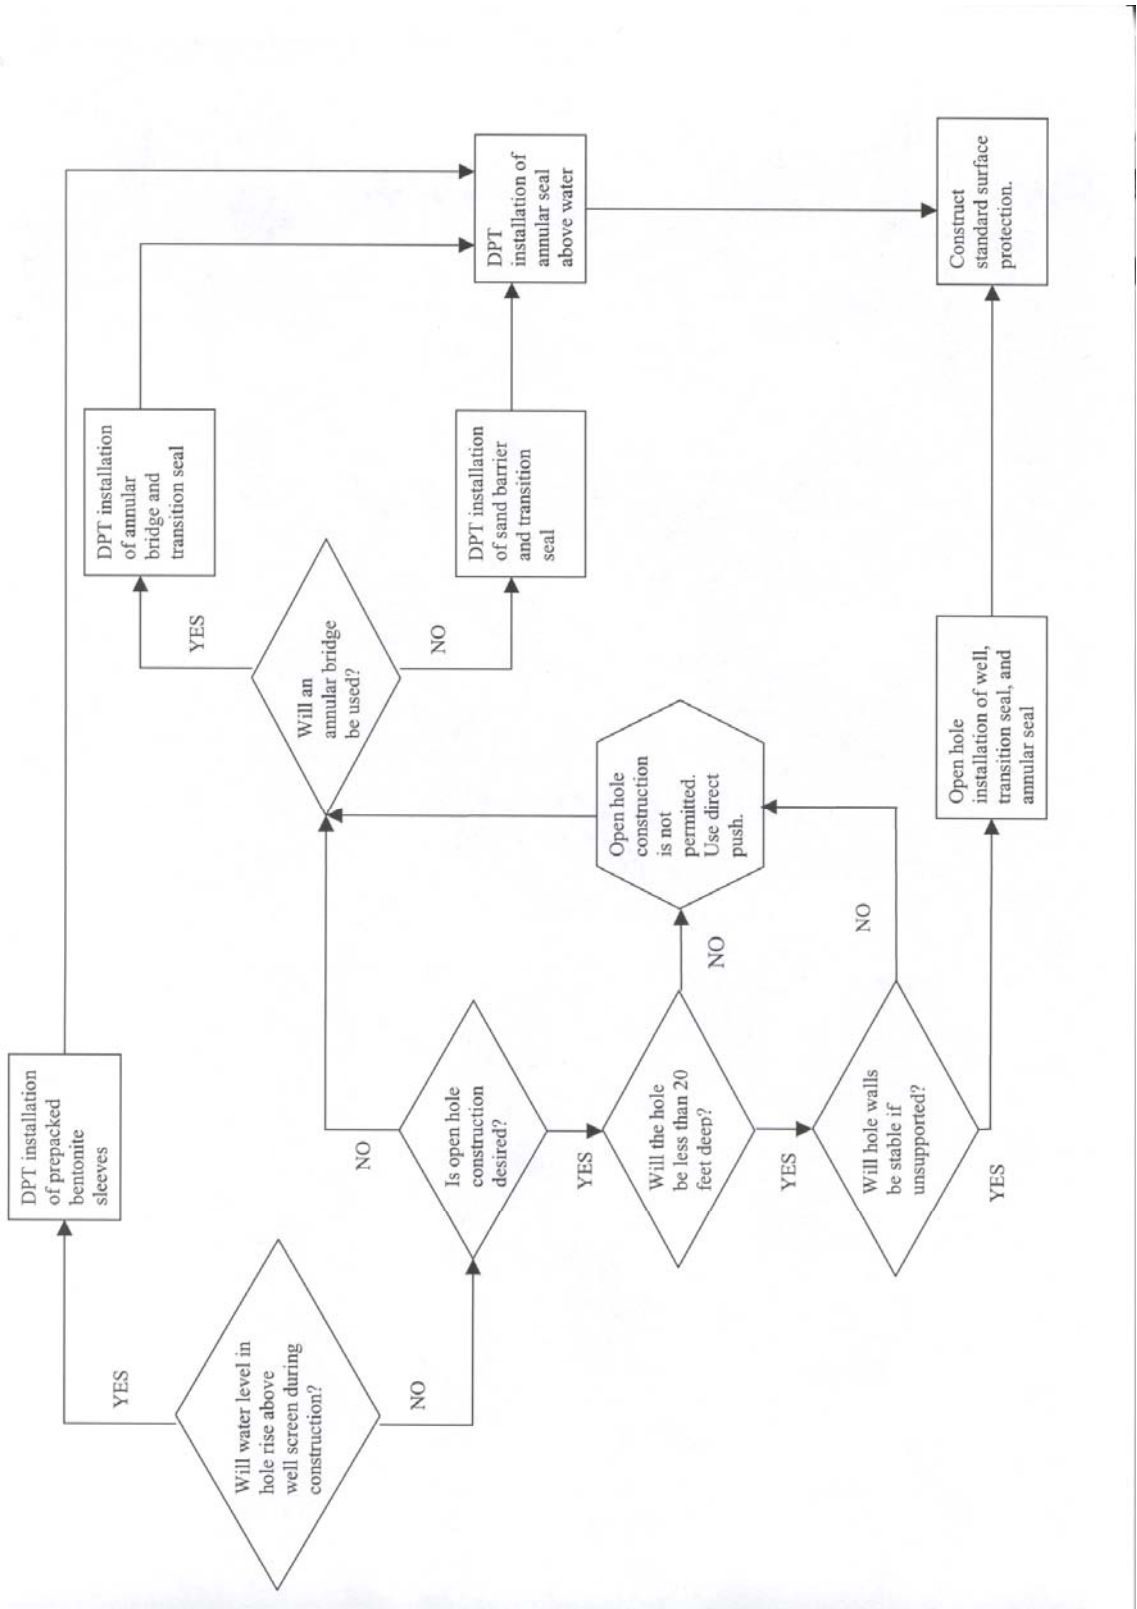 Will water level in
hole rise above
well screen during
construction?
YES
NO
DPT installation
of prepacked
bentonite
sleeves
Is open hole
construction
desired?
NO
YES
Will the hole
be less than 20
feet deep?
NO
YES
Will hole walls
be stable if
unsupported?
NO
YES
Open hole
construction
is not
permitted.
Use direct
push.
Will an
annular bridge
be used?
YES
NO
DPT installation
of annular
bridge and
transition seal
DPT installation
of sand barrier
and transition
seal
Open hole
installation of well,
transition seal, and
annular seal
DPT
installation of
annular seal
above water
Construct
standard surface
protection.